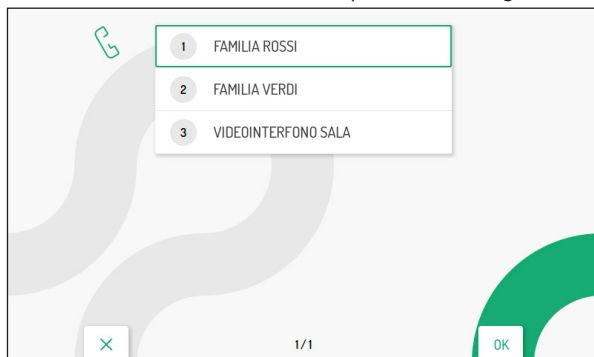 1 FAMILIA ROSSI
2 FAMILIA VERDI
3 VIDEOINTERFONO SALA
1/1
OK